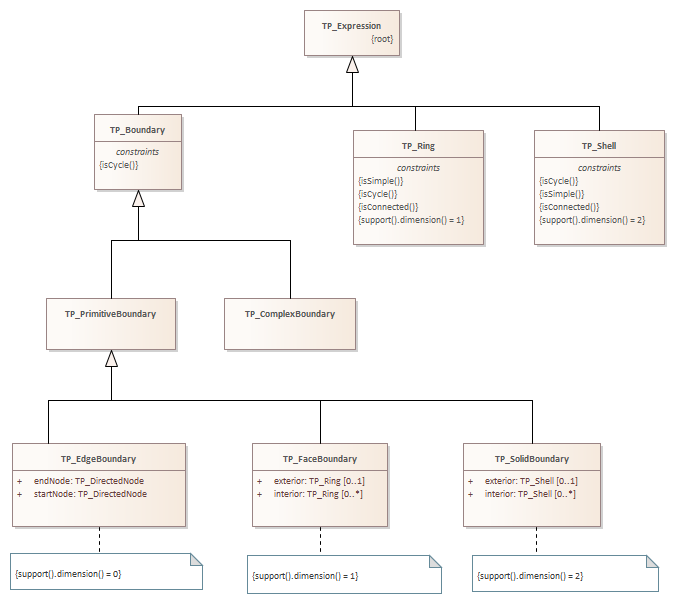 TP_Expression
{root}
TP_Boundary
constraints
{isCycle()}
TP_Ring
constraints
{isSimple()}
{isCycle()}
{isConnected()}
{support().dimension() = 1}
TP_Shell
constraints
{isCycle()}
{isSimple()}
{isConnected()}
{support().dimension() = 2}
TP_PrimitiveBoundary
TP_ComplexBoundary
TP_EdgeBoundary
+ endNode: TP_DirectedNode
+ startNode: TP_DirectedNode
TP_FaceBoundary
+ exterior: TP_Ring [0..1]
+ interior: TP_Ring [0..*]
TP_SolidBoundary
+ exterior: TP_Shell [0..1]
+ interior: TP_Shell [0..*]
{support().dimension() = 0}
{support().dimension() = 1}
{support().dimension() = 2}